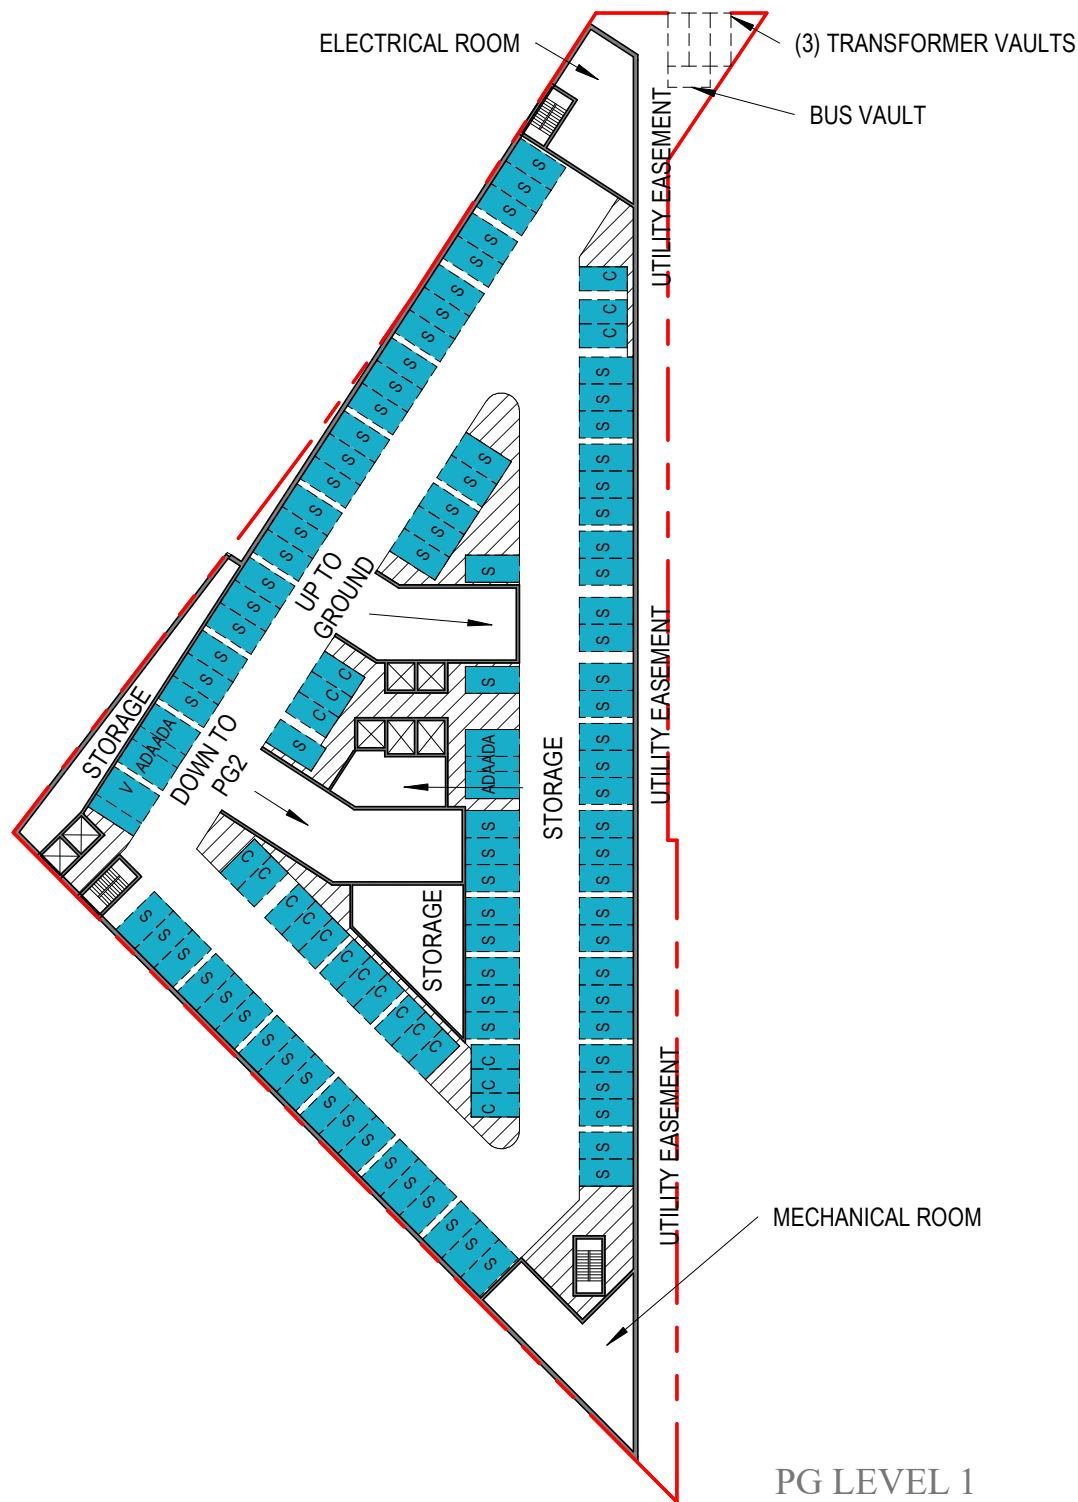 ELECTRICAL ROOM
(3) TRANSFORMER VAULTS
BUS VAULT
UTILITY EASEMENT
S S S
S S
S S S
S S S
S S S
S S S
S S S
S S S
ADA ADA
V
C
C C
S S S
S S S
S S
S S
S S
S S S
S S S
S S
S S S
S S S
S S
S S
S S S
S
UP TO
GROUND
UTILITY EASEMENT
S
C C C
S
STORAGE
DOWN TO
PG2
ADA ADA
STORAGE
S S S
S S
S S S
C C C
C C
C C C
C C C
C C C
STORAGE
S S S
S S S
S S S
S S S
S S S
S S S
UTILITY EASEMENT
MECHANICAL ROOM
PG LEVEL 1